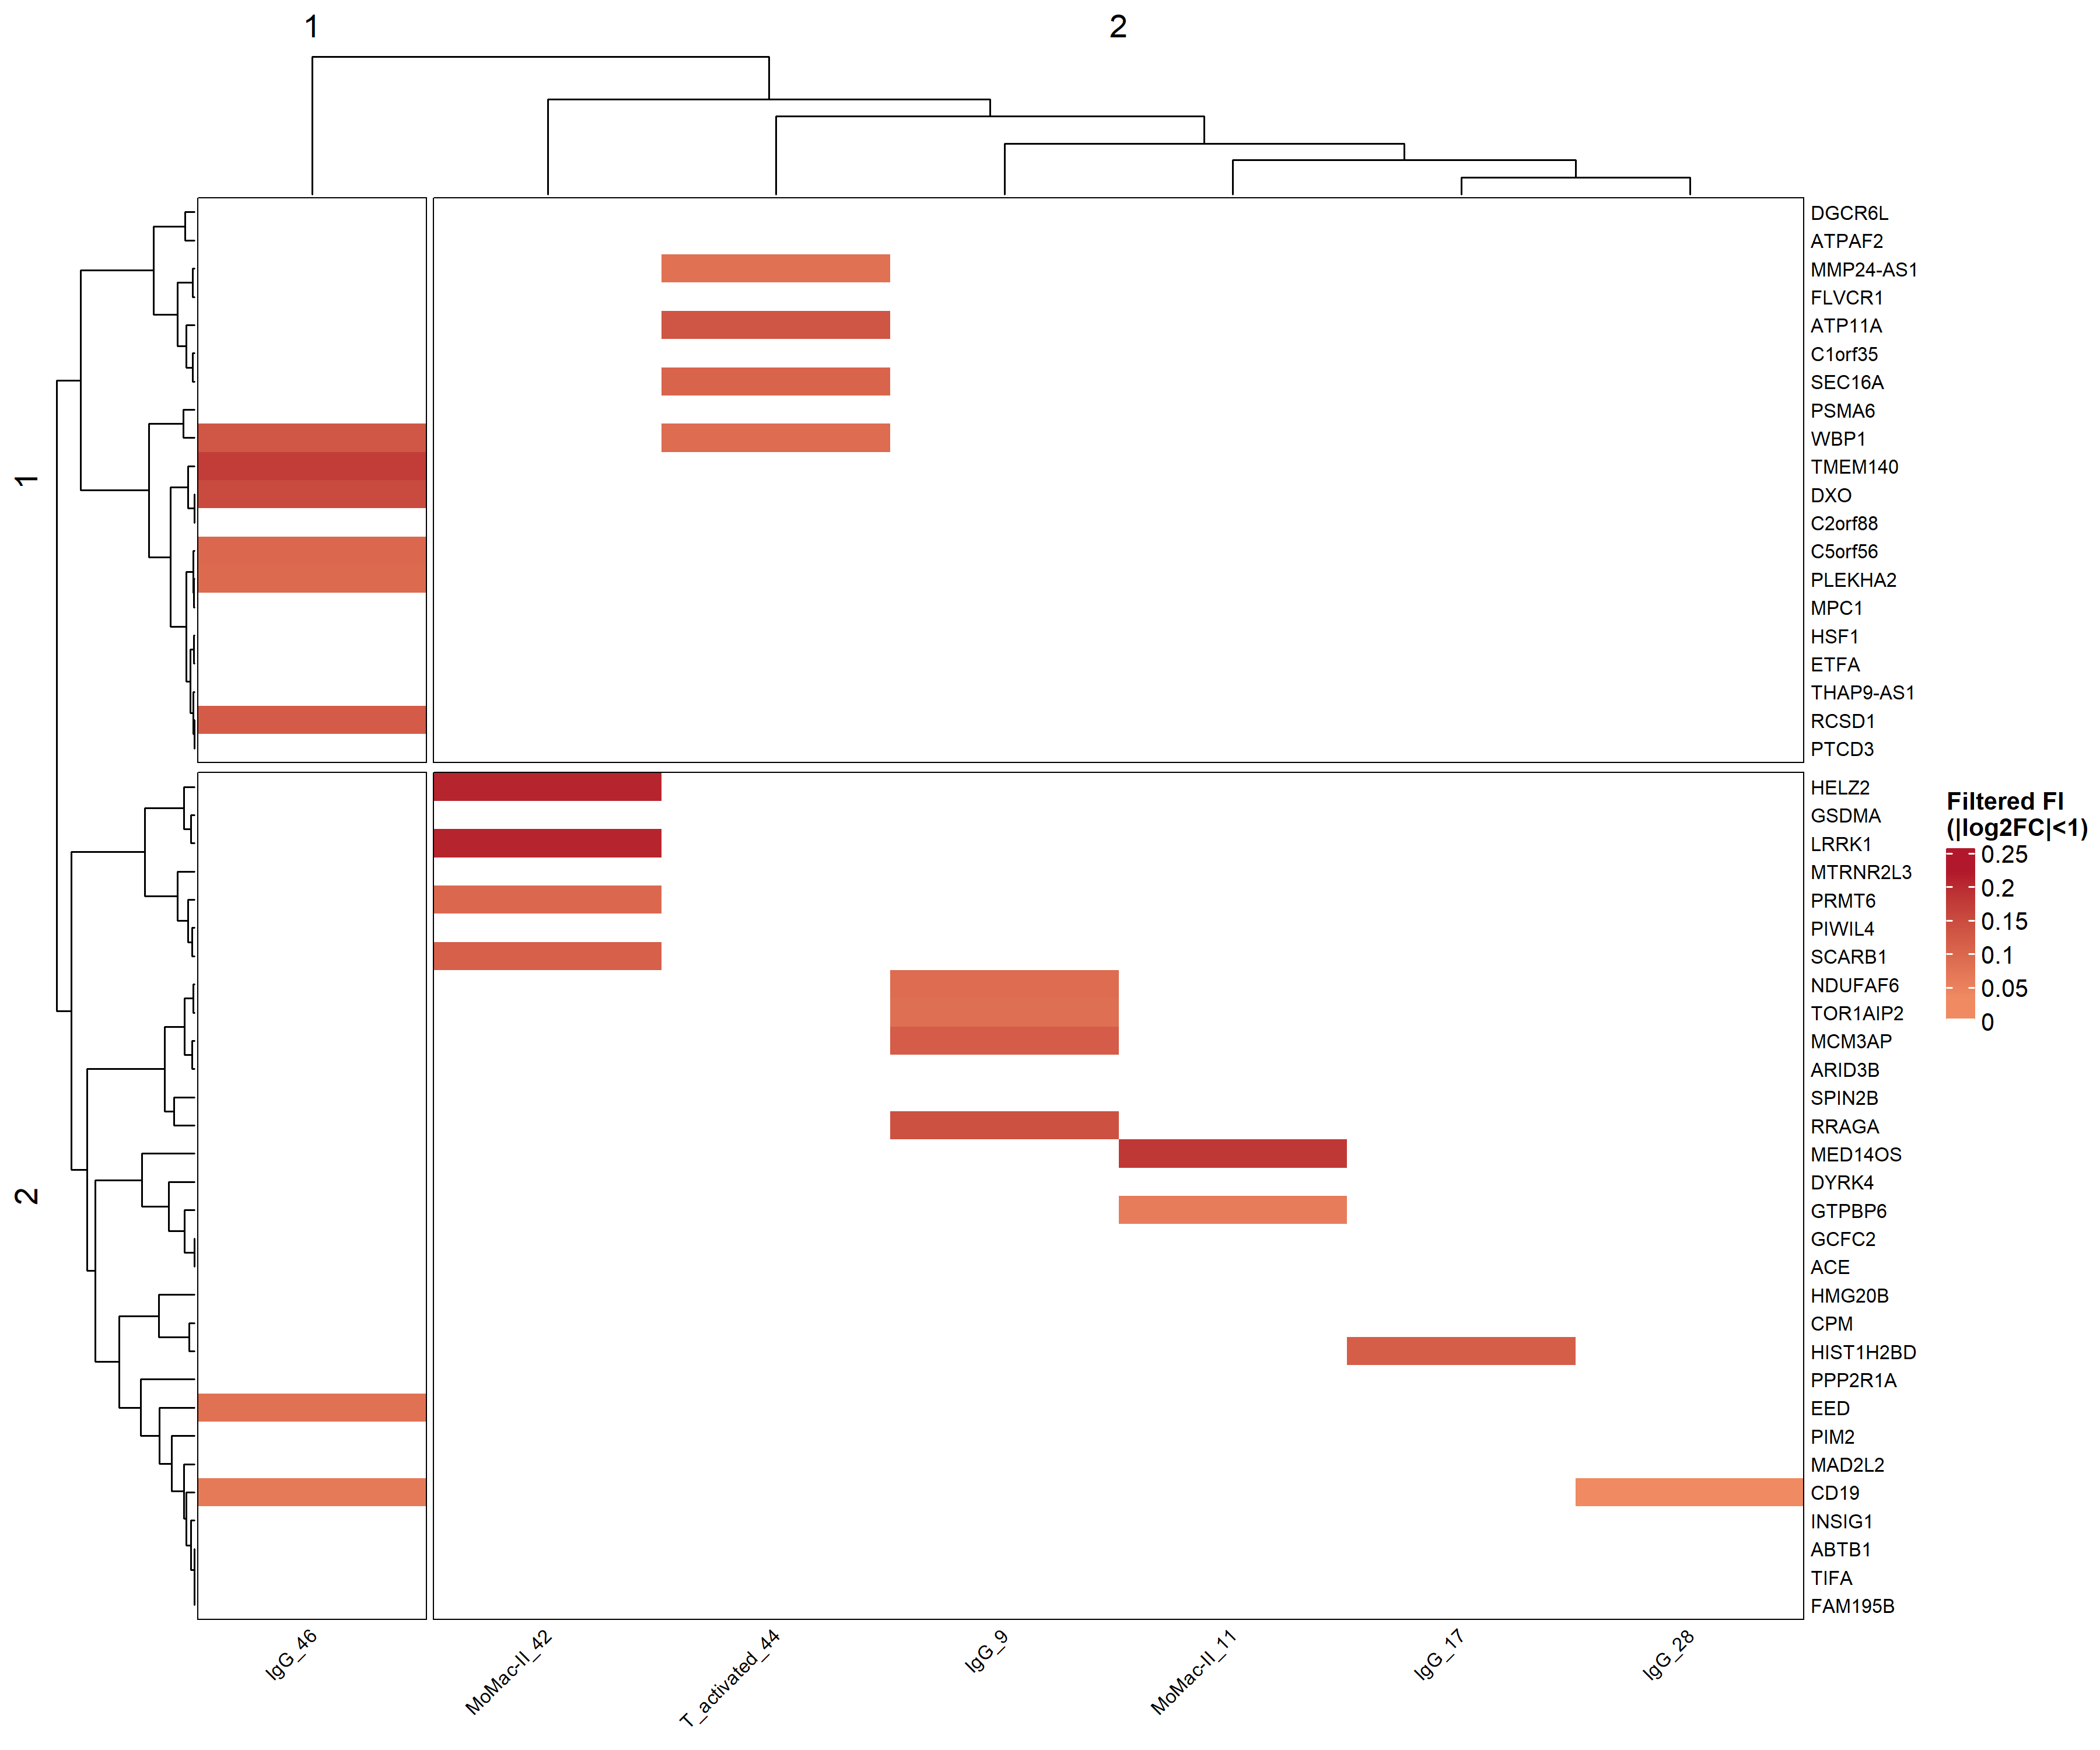 1
2
1
2
DGCR6L
ATPAF2
MMP24-AS1
FLVCR1
ATP11A
C1orf35
SEC16A
PSMA6
WBP1
TMEM140
DXO
C2orf88
C5orf56
PLEKHA2
MPC1
HSF1
ETFA
THAP9-AS1
RCSD1
PTCD3
HELZ2
GSDMA
LRRK1
MTRNR2L3
PRMT6
PIWIL4
SCARB1
NDUFAF6
TOR1AIP2
MCM3AP
ARID3B
SPIN2B
RRAGA
MED14OS
DYRK4
GTPBP6
GCFC2
ACE
HMG20B
CPM
HIST1H2BD
PPP2R1A
EED
PIM2
MAD2L2
CD19
INSIG1
ABTB1
TIFA
FAM195B
Filtered FI
(|log2FC|<1)
0.25
0.2
0.15
0.1
0.05
0
IgG_46
MoMac-II_42
T_activated_44
IgG_9
MoMac-II_11
IgG_17
IgG_28